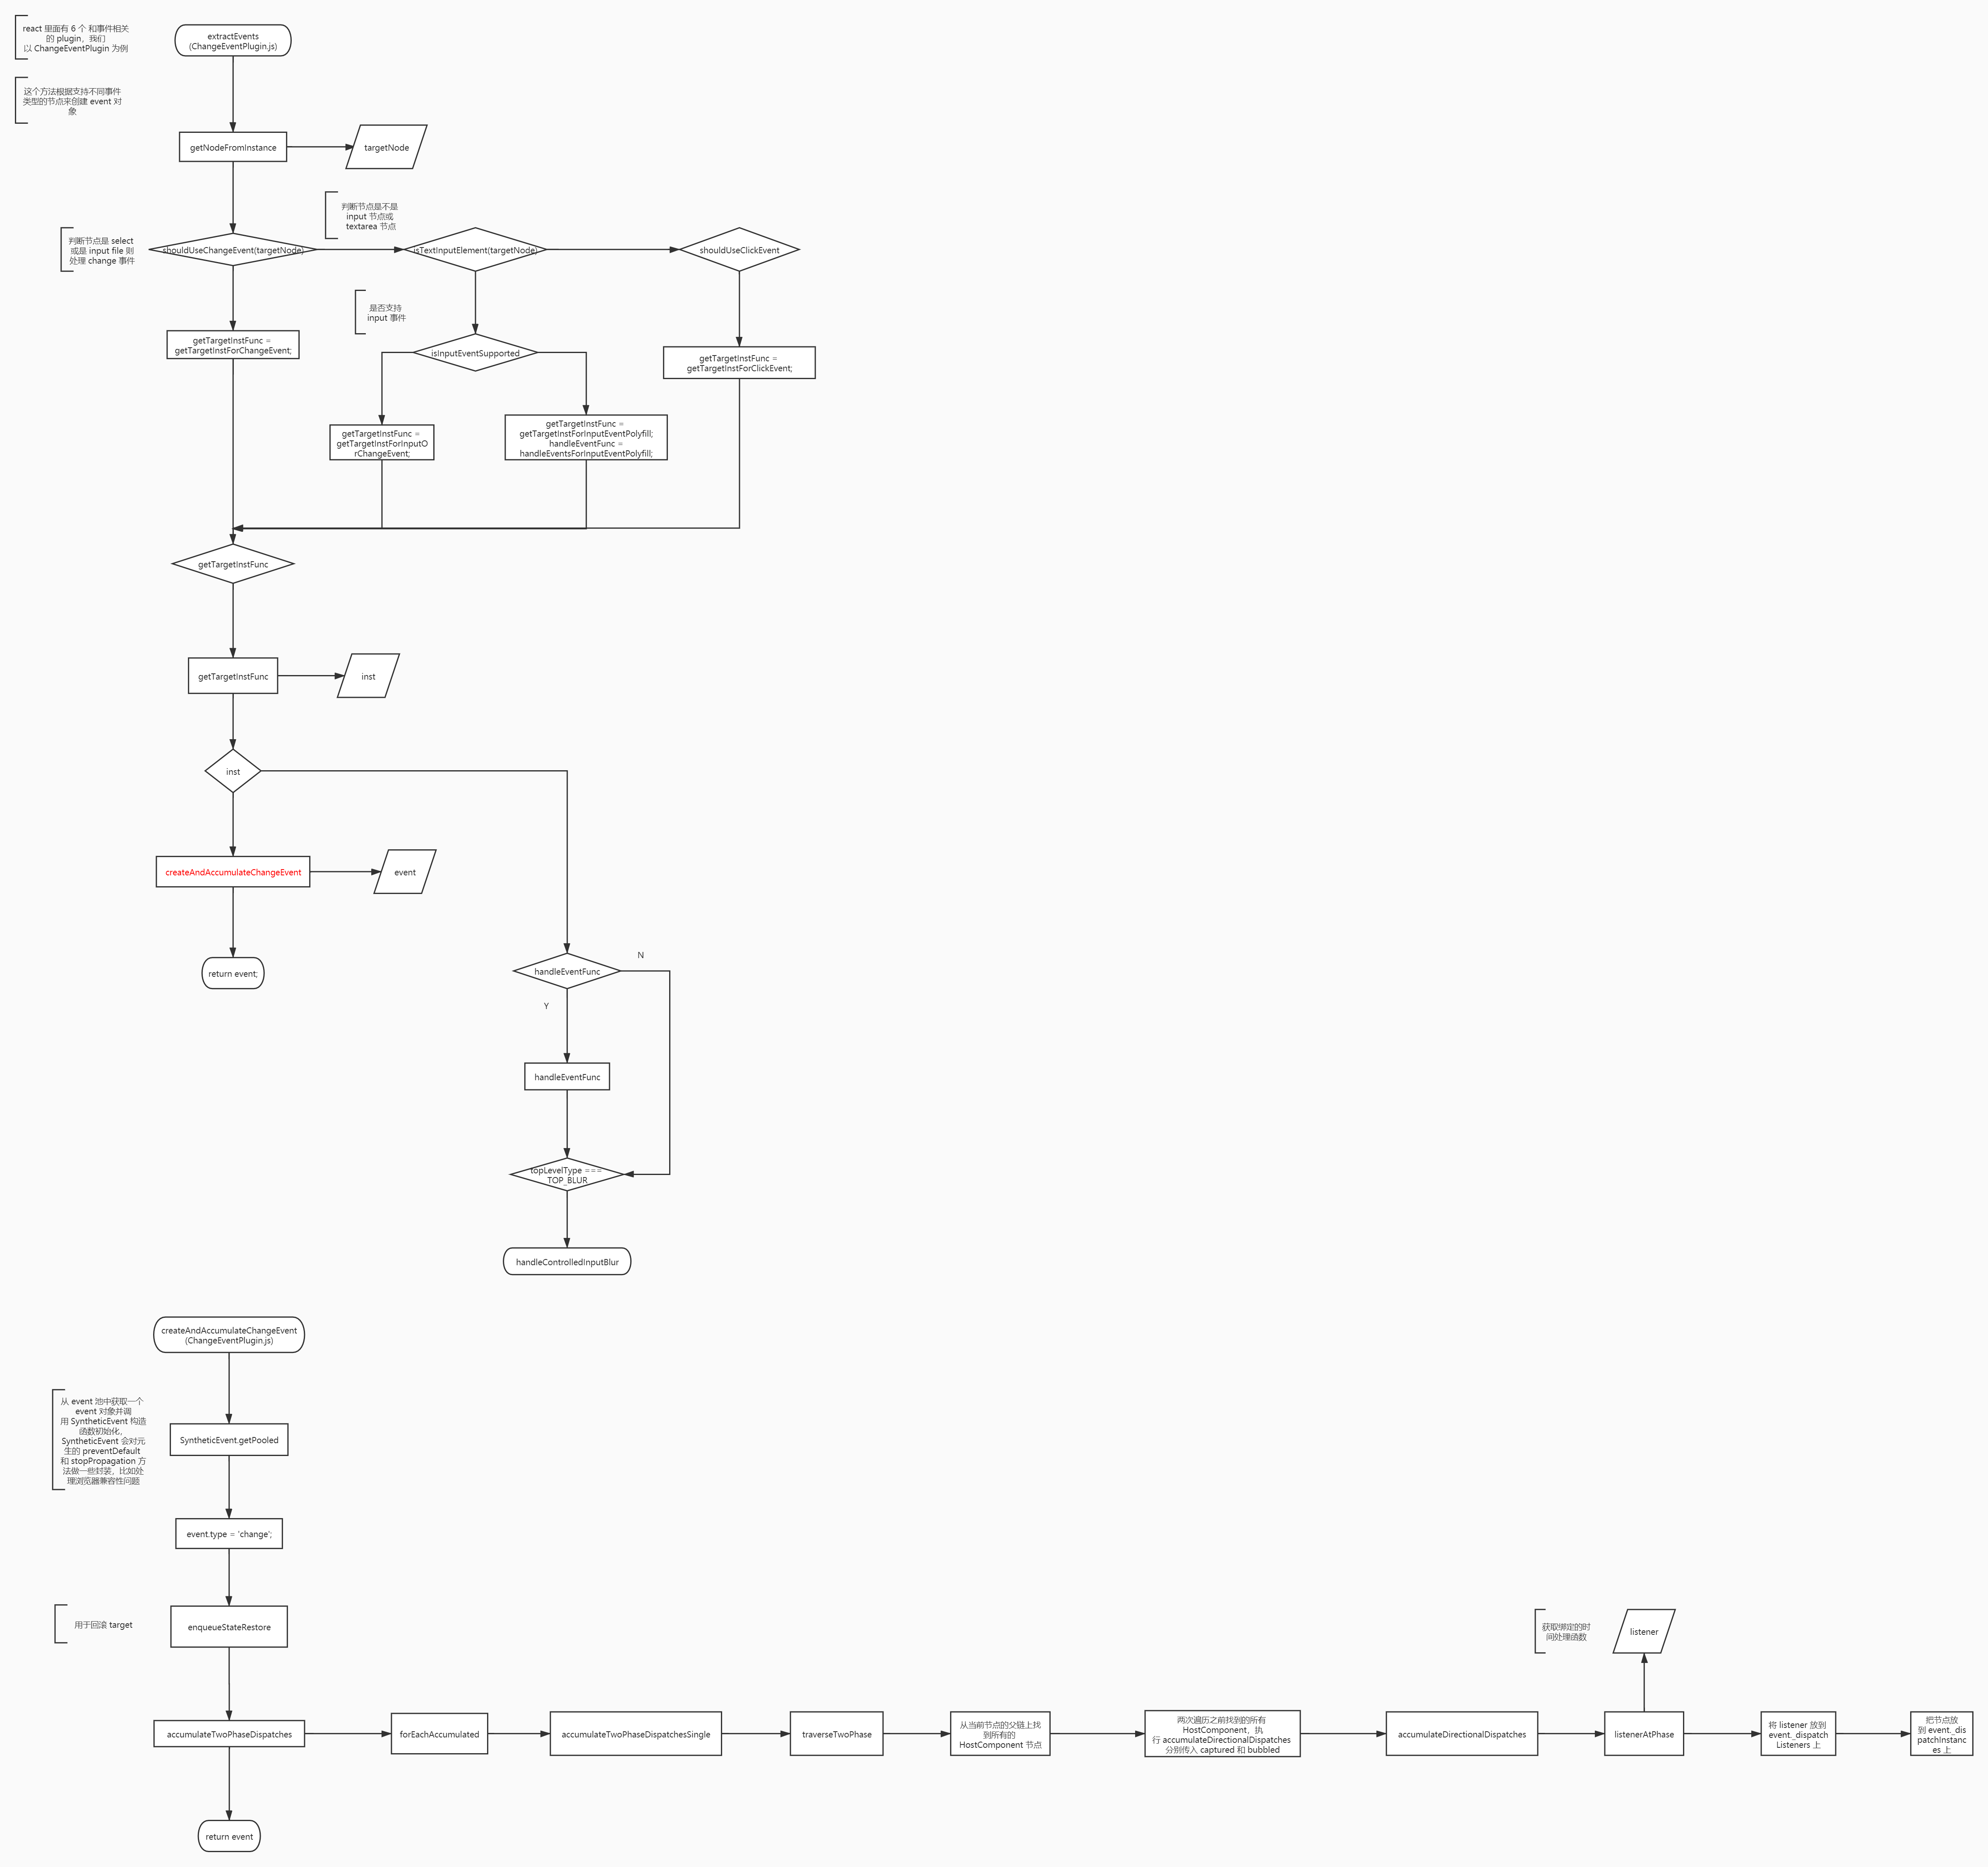 react 里面有 6 个 和事件相关
的 plugin，我们
以 ChangeEventPlugin 为例
extractEvents
(ChangeEventPlugin.js)
这个方法根据支持不同事件
类型的节点来创建 event 对
象
getNodeFromInstance
targetNode
判断节点是不是
input 节点或
textarea 节点
判断节点是 select
或是 input file 则
处理 change 事件
shouldUseChangeEvent(targetNode)
isTextInputElement(targetNode)
shouldUseClickEvent
是否支持
input 事件
getTargetInstFunc =
getTargetInstForChangeEvent;
isInputEventSupported
getTargetInstFunc =
getTargetInstForClickEvent;
getTargetInstFunc =
getTargetInstForInputO
rChangeEvent;
getTargetInstFunc =
getTargetInstForInputEventPolyfill;
handleEventFunc =
handleEventsForInputEventPolyfill;
getTargetInstFunc
getTargetInstFunc
inst
inst
createAndAccumulateChangeEvent
event
return event;
handleEventFunc
N
Y
handleEventFunc
topLevelType ===
TOP_BLUR
handleControlledInputBlur
createAndAccumulateChangeEvent
(ChangeEventPlugin.js)
从 event 池中获取一个
event 对象并调
用 SyntheticEvent 构造
函数初始化，
SyntheticEvent 会对元
生的 preventDefault
和 stopPropagation 方
法做一些封装，比如处
理浏览器兼容性问题
SyntheticEvent.getPooled
event.type = 'change';
用于回滚 target
enqueueStateRestore
获取绑定的时
间处理函数
listener
accumulateTwoPhaseDispatches
forEachAccumulated
accumulateTwoPhaseDispatchesSingle
traverseTwoPhase
从当前节点的父链上找
到所有的
HostComponent 节点
两次遍历之前找到的所有
HostComponent，执
行 accumulateDirectionalDispatches
分别传入 captured 和 bubbled
accumulateDirectionalDispatches
listenerAtPhase
将 listener 放到
event._dispatch
Listeners 上
把节点放
到 event._dis
patchInstanc
es 上
return event